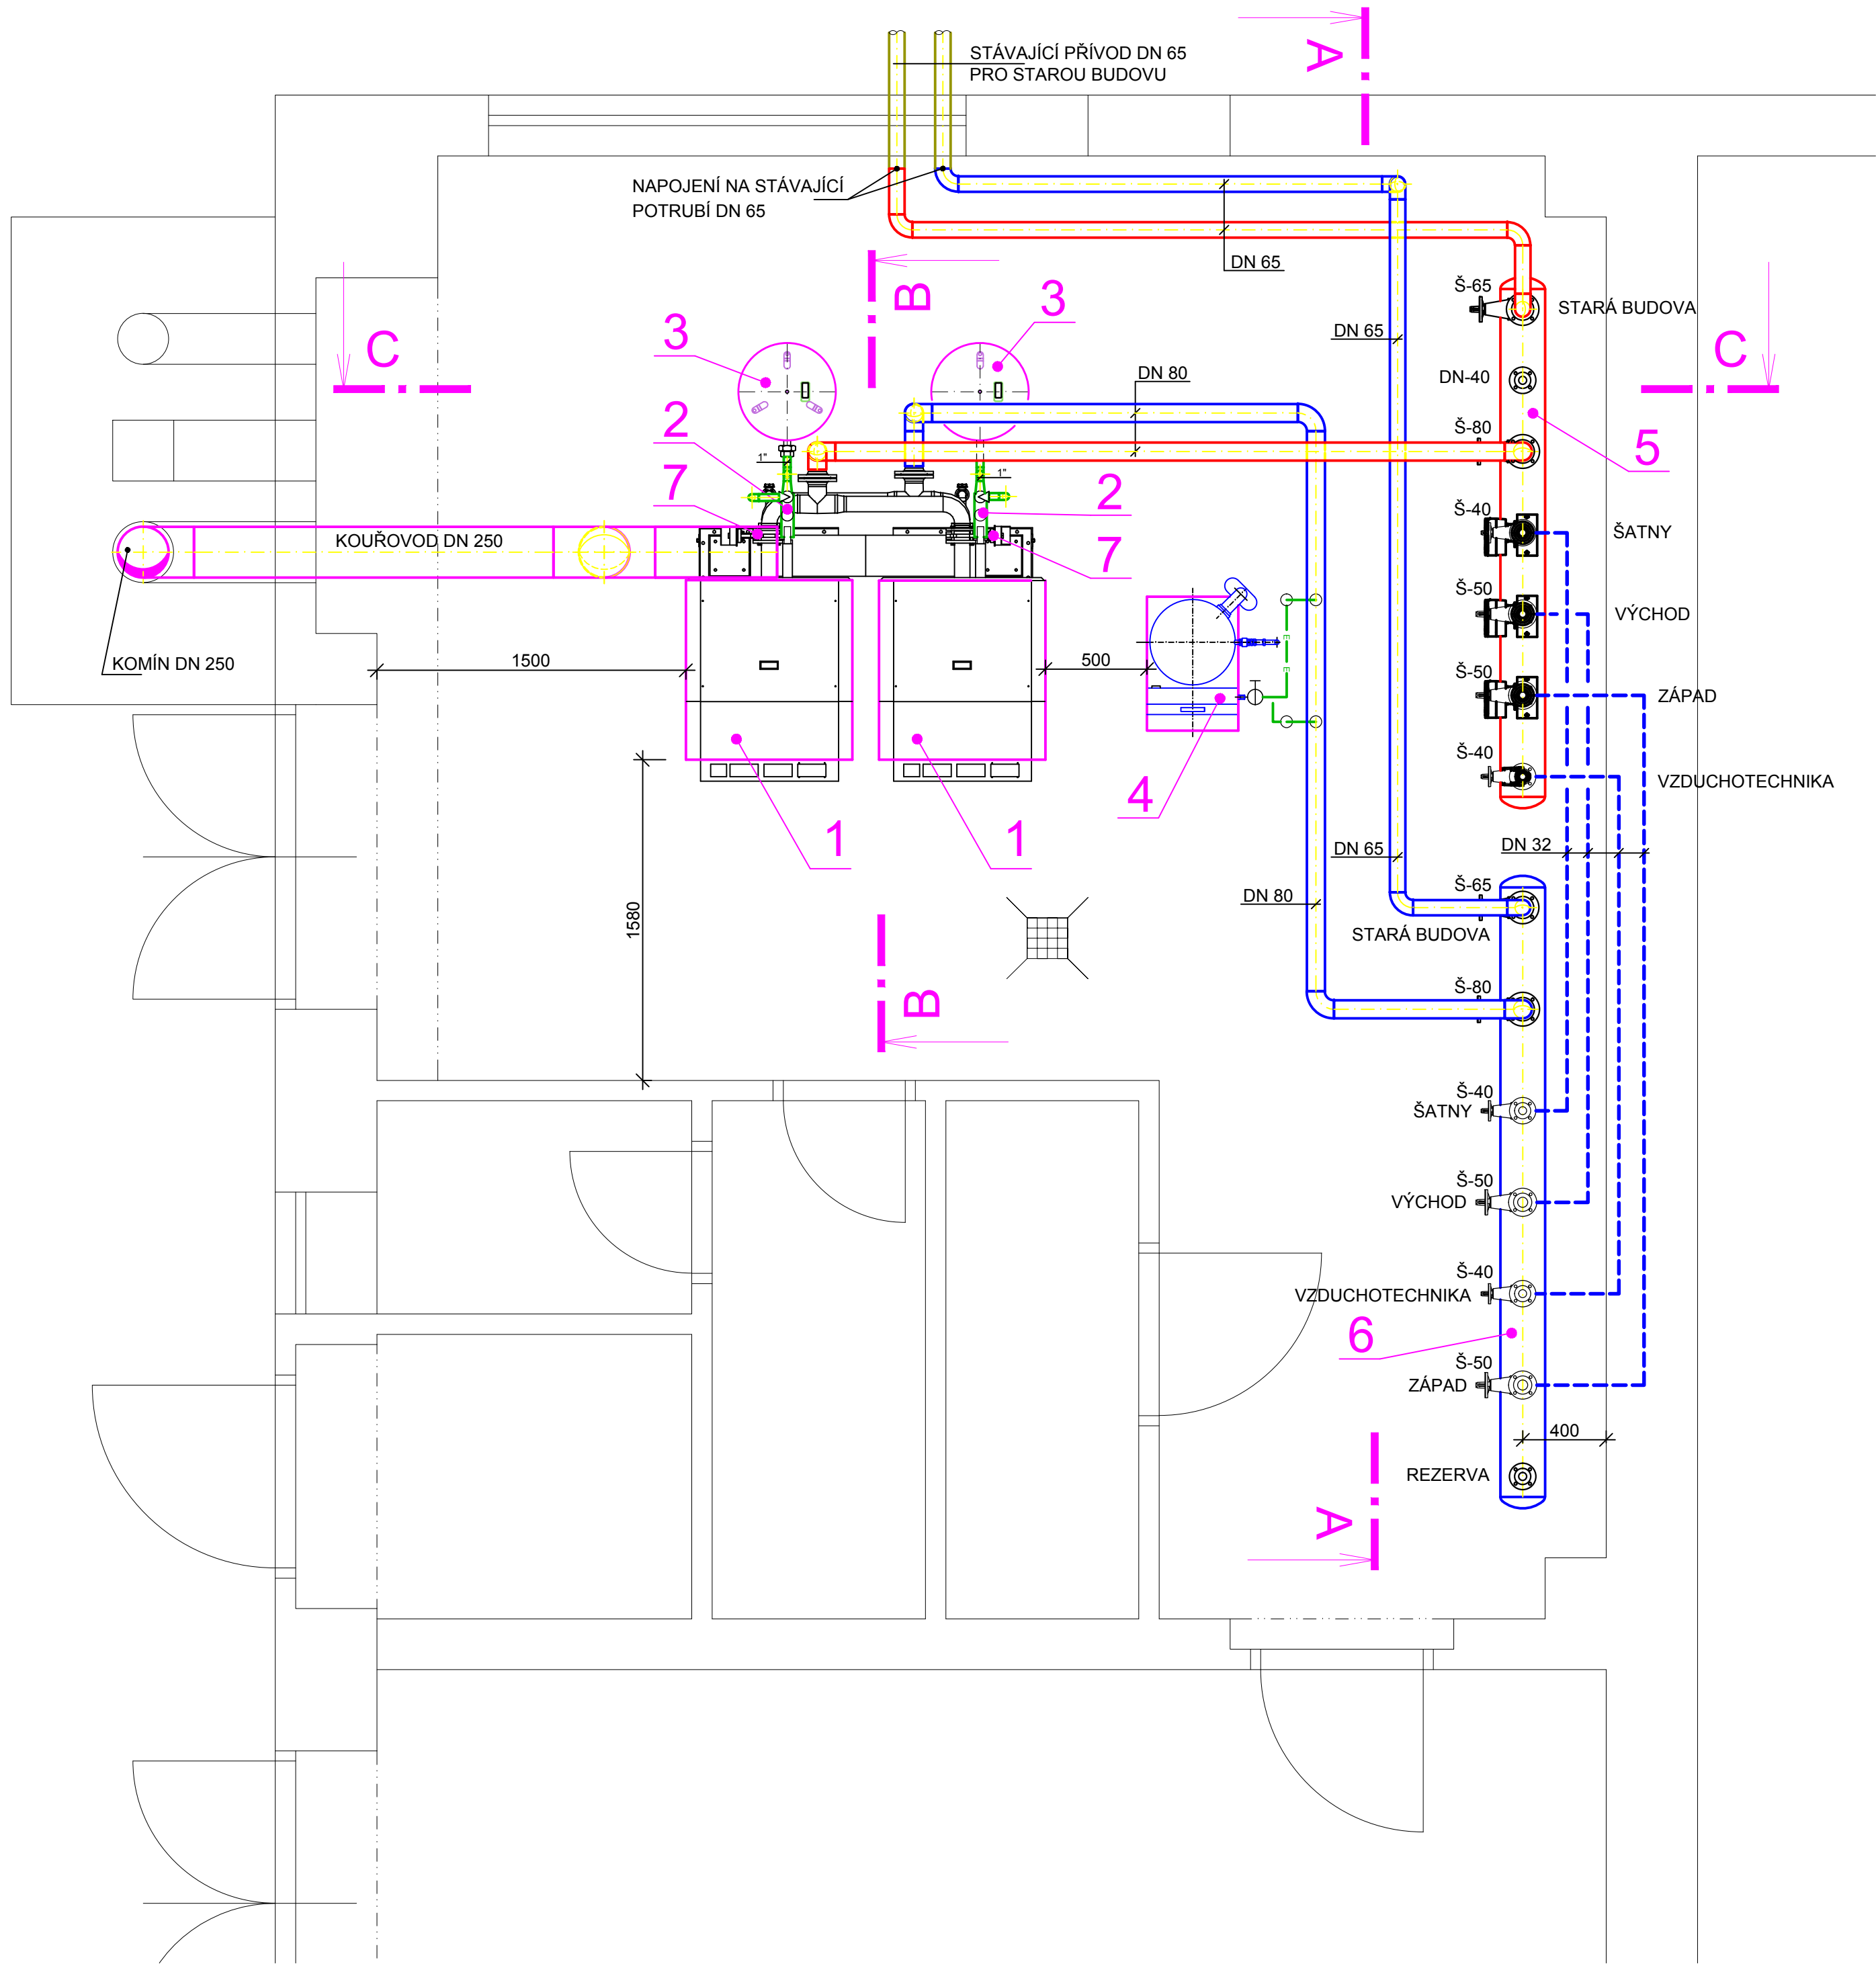 STÁVAJÍCÍ PŘÍVOD DN 65
PRO STAROU BUDOVU
A
NAPOJENÍ NA STÁVAJÍCÍ
POTRUBÍ DN 65
DN 65
B
3
3
Š-65
STARÁ BUDOVA
C
DN 65
C
DN 80
DN-40
2
Š-80
5
1"
1"
7
2
Š-40
ŠATNY
KOUŘOVOD DN 250
7
Š-50
VÝCHOD
E
KOMÍN DN 250
1500
500
E
Š-50
ZÁPAD
Š-40
VZDUCHOTECHNIKA
4
1
1
DN 65
DN 32
Š-65
DN 80
1580
STARÁ BUDOVA
B
Š-80
Š-40
ŠATNY
Š-50
VÝCHOD
Š-40
VZDUCHOTECHNIKA
6
Š-50
ZÁPAD
400
REZERVA
A